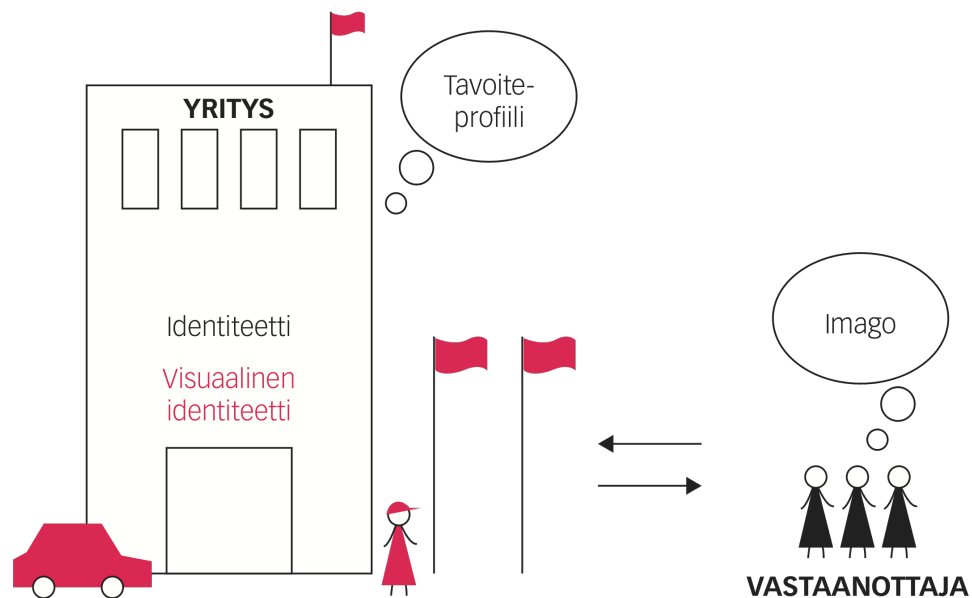 YRITYS
Tavoite-
profiili
Identiteetti
Visuaalinen
identiteetti
Imago
VASTAANOTTAJA